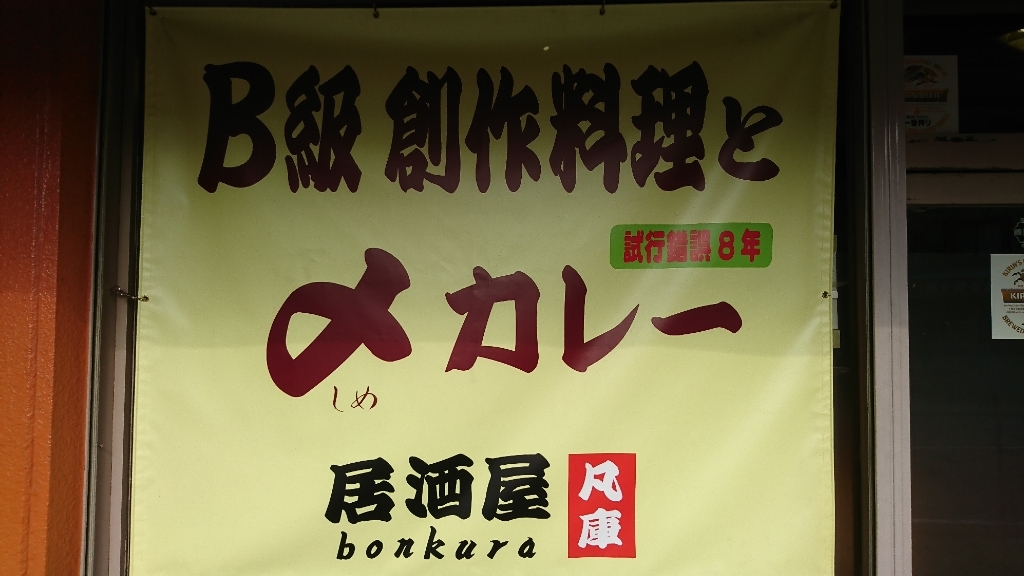 B級 創作料理と
試行錯誤8年
〆カレー
しめ
居酒屋 凡庫
bonkura
KIRIN